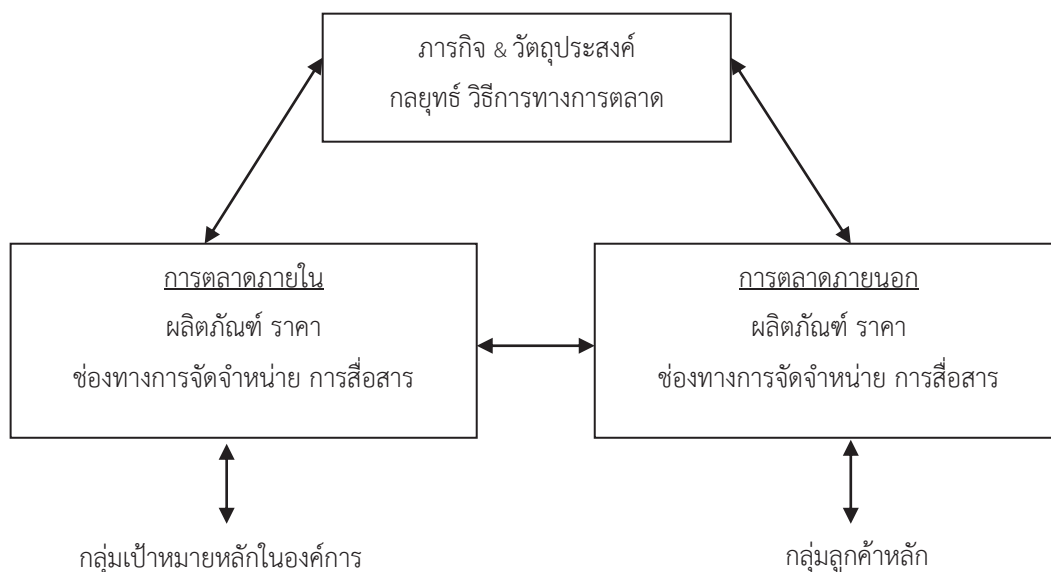 ภารกิจ & วัตถุประสงค์
กลยุทธ์ วิธีการทางการตลาด
การตลาดภายใน
ผลิตภัณฑ์ ราคา
ช่องทางการจัดจำหน่าย การสื่อสาร
การตลาดภายนอก
ผลิตภัณฑ์ ราคา
ช่องทางการจัดจำหน่าย การสื่อสาร
กลุ่มเป้าหมายหลักในองค์การ
กลุ่มลูกค้าหลัก